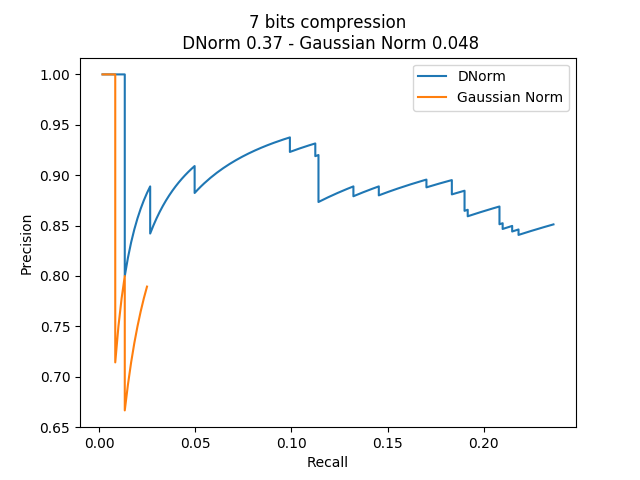 7 bits compression
DNorm 0.37 - Gaussian Norm 0.048
DNorm
Gaussian Norm
1.00
0.95
0.90
0.85
0.80
0.75
0.70
0.65
Precision
0.00 0.05 0.10 0.15 0.20
Recall